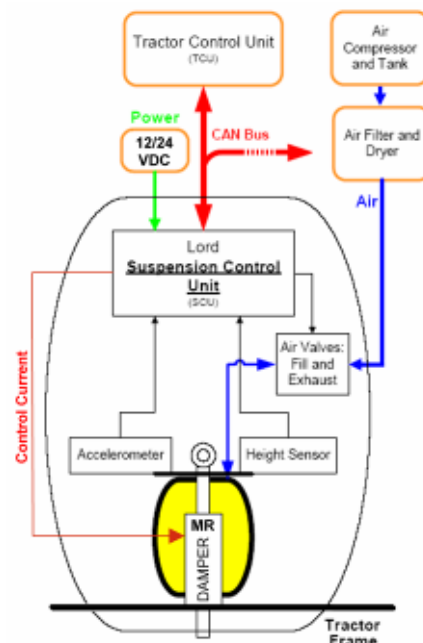 Tractor Control Unit
(TCU)
Air
Compressor
and Tank
Power
12/24
VDC
CAN Bus
Air Filter and
Dryer
Air
Lord
Suspension Control
Unit
(SCU)
Air Valves:
Fill and
Exhaust
Control Current
Accelerometer
Height Sensor
MR
DAMPER
Tractor
Frame